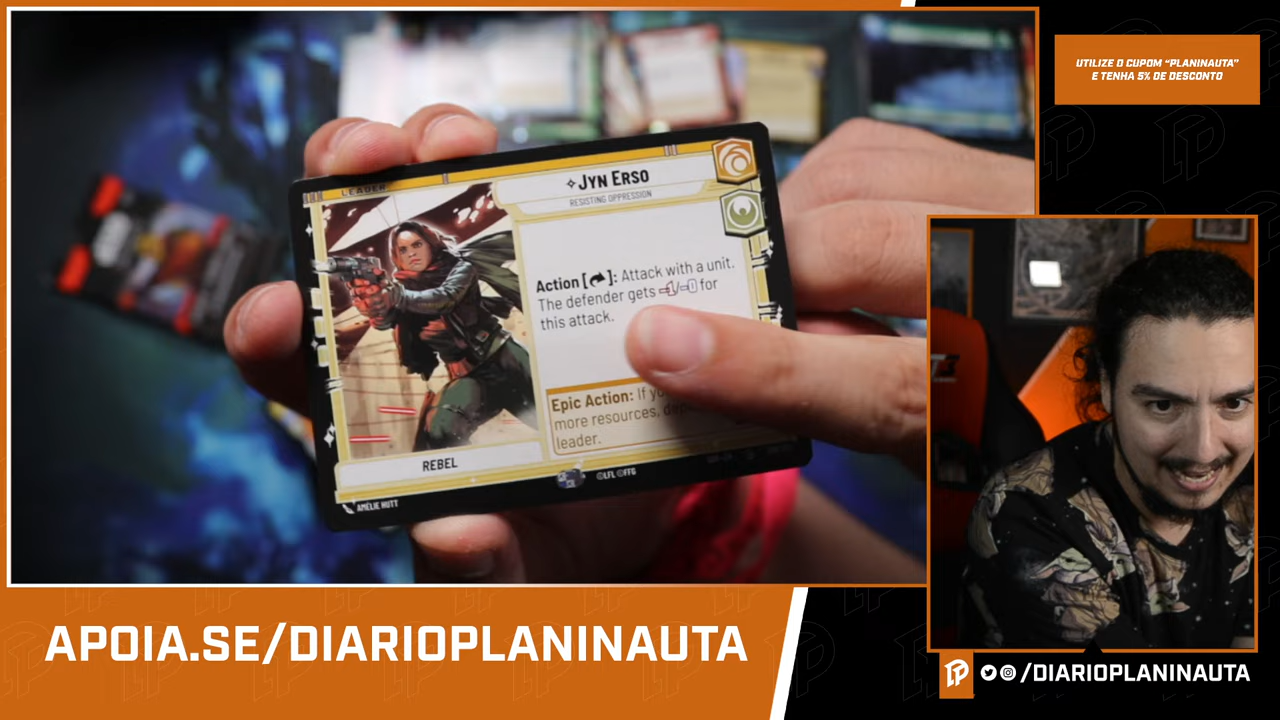 UTILIZE O CUPOM “PLANINAUTA”
E TENHA 5% DE DESCONTO
LEADER
JYN ERSO
RESISTING OPPRESSION
Action [ ]: Attack with a unit.
The defender gets -1/-0 for
this attack.
Epic Action: If
more resources,
leader.
REBEL
AMÉLIE HUTT
©LFL ©FFG
APOIA.SE/DIARIOPLANINAUTA
/DIARIOPLANINAUTA